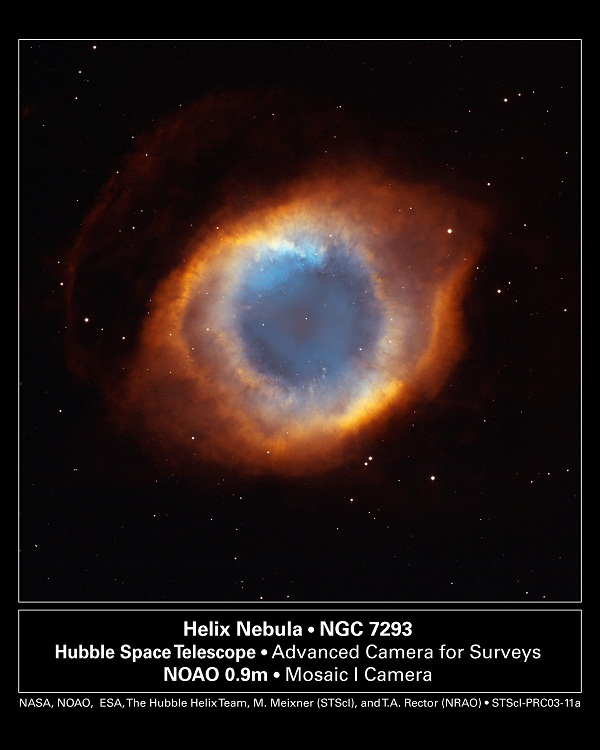 Helix Nebula • NGC 7293
Hubble Space Telescope • Advanced Camera for Surveys
NOAO 0.9m • Mosaic I Camera
NASA, NOAO, ESA, The Hubble Helix Team, M. Meixner (STScI), and T.A. Rector (NRAO) • STScI-PRC03-11a